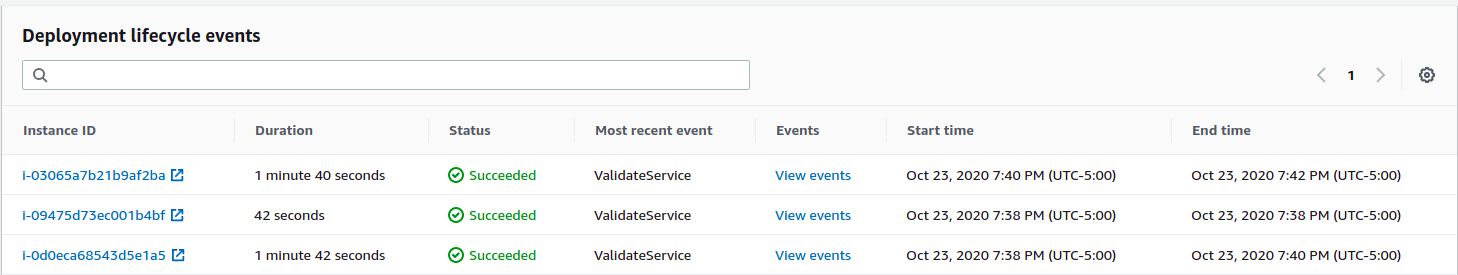 Deployment lifecycle events
1
Instance ID Duration Status Most recent event Events Start time End time
i-03065a7b21b9af2ba 1 minute 40 seconds Succeeded ValidateService View events Oct 23, 2020 7:40 PM (UTC-5:00) Oct 23, 2020 7:42 PM (UTC-5:00)
i-09475d73ec001b4bf 42 seconds Succeeded ValidateService View events Oct 23, 2020 7:38 PM (UTC-5:00) Oct 23, 2020 7:38 PM (UTC-5:00)
i-0d0eca68543d5e1a5 1 minute 42 seconds Succeeded ValidateService View events Oct 23, 2020 7:38 PM (UTC-5:00) Oct 23, 2020 7:40 PM (UTC-5:00)